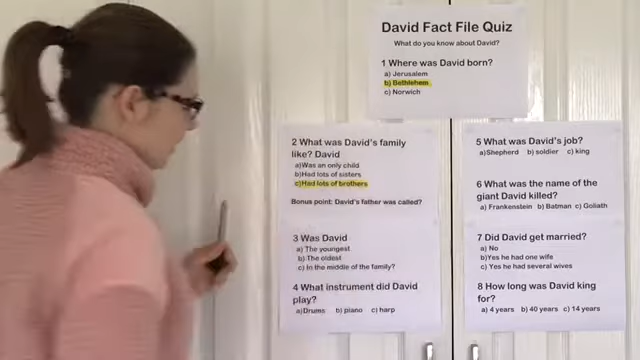 David Fact File Quiz
What do you know about David?
1 Where was David born?
a) Jerusalem
b) Bethlehem
c) Norwich
2 What was David's family
like? David
a)Was an only child
b)Had lots of sisters
c)Had lots of brothers
Bonus point: David's father was called?
3 Was David
a) The youngest
b) The oldest
c) In the middle of the family?
4 What instrument did David
play?
a)Drums b) piano c) harp
5 What was David's job?
a)Shepherd b) soldier c) king
6 What was the name of the
giant David killed?
a) Frankenstein b) Batman c) Goliath
7 Did David get married?
a) No
b)Yes he had one wife
c) Yes he had several wives
8 How long was David king
for?
a) 4 years b) 40 years c) 14 years